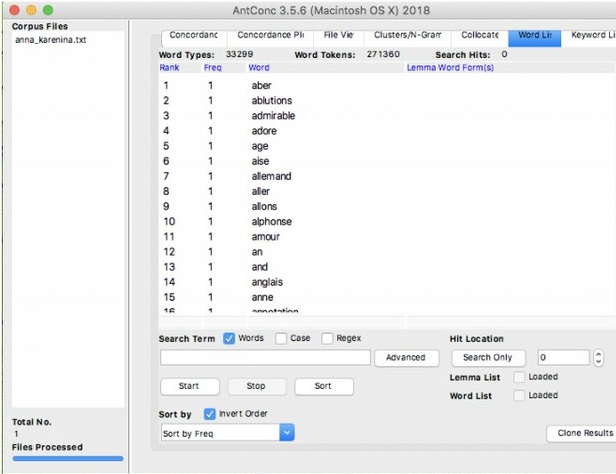 AntConc 3.5.6 (Macintosh OS X) 2018
Corpus Files
anna_karenina.txt
Concordanc Concordance Plo File Viev Clusters/N-Gram Collocate Word Li: Keyword Li
Word Types: 33299 Word Tokens: 271360 Search Hits: 0
Rank Freq Word Lemma Word Form(s)
1 1 aber
2 1 ablutions
3 1 admirable
4 1 adore
5 1 age
6 1 aise
7 1 allemand
8 1 aller
9 1 allons
10 1 alphonse
11 1 amour
12 1 an
13 1 and
14 1 anglais
15 1 anne
16 1 annotation
Search Term Words Case Regex Hit Location
Advanced Search Only 0
Lemma List Loaded
Start Stop Sort
Word List Loaded
Sort by Invert Order
Sort by Freq Clone Results
Total No.
1
Files Processed